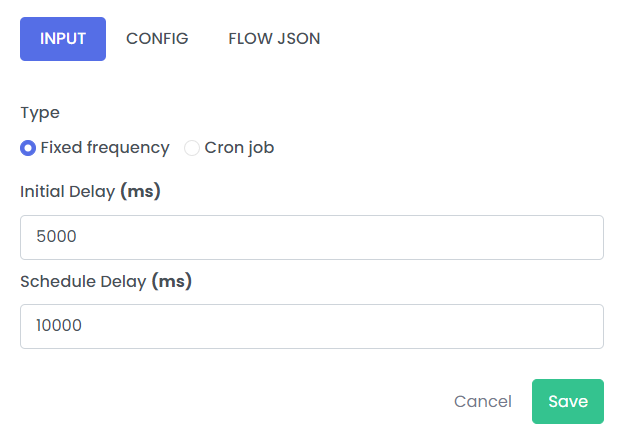 INPUT CONFIG FLOW JSON
Type
Fixed frequency Cron job
Initial Delay (ms)
5000
Schedule Delay (ms)
10000
Cancel Save